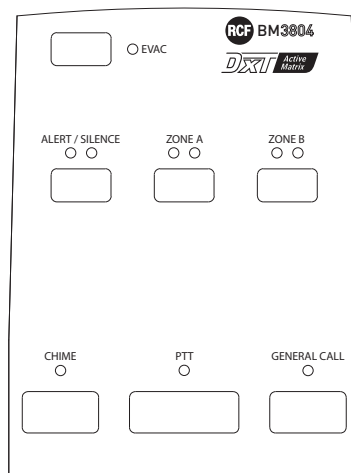 RCF BM3804
EVAC
DXT Active
Matrix
ALERT / SILENCE ZONE A ZONE B
CHIME PTT GENERAL CALL